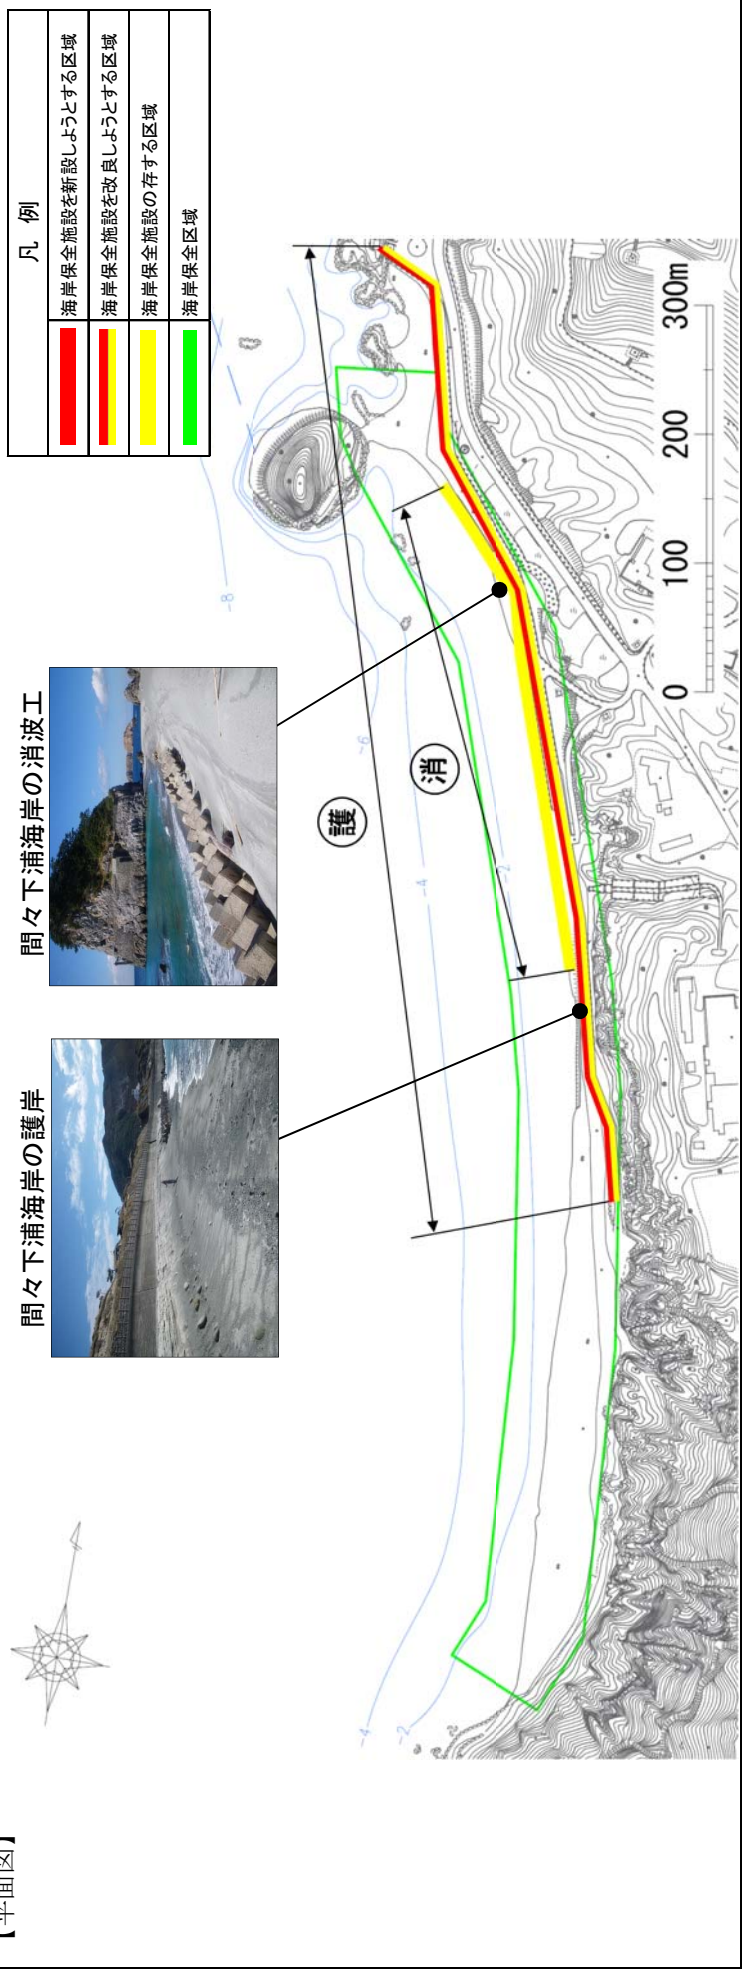 【平面図】
間々下浦海岸の護岸
間々下浦海岸の消波工
凡 例
海岸保全施設を新設しようとする区域
海岸保全施設を改良しようとする区域
海岸保全施設の存する区域
海岸保全区域
護
消
-8
-6
-4
-2
-4
-2
0 100 200 300m